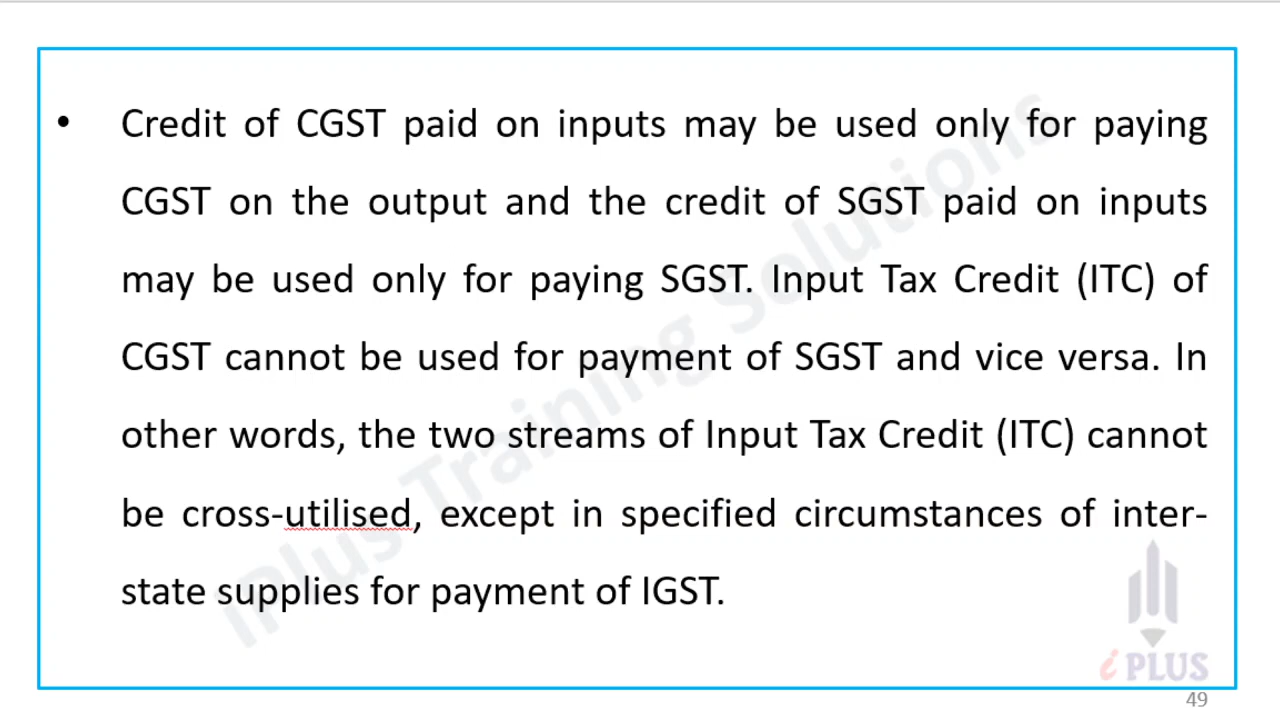 • Credit of CGST paid on inputs may be used only for paying
CGST on the output and the credit of SGST paid on inputs
may be used only for paying SGST. Input Tax Credit (ITC) of
CGST cannot be used for payment of SGST and vice versa. In
other words, the two streams of Input Tax Credit (ITC) cannot
be cross-utilised, except in specified circumstances of inter-
state supplies for payment of IGST.
iPlus Training Solutions
i PLUS
49